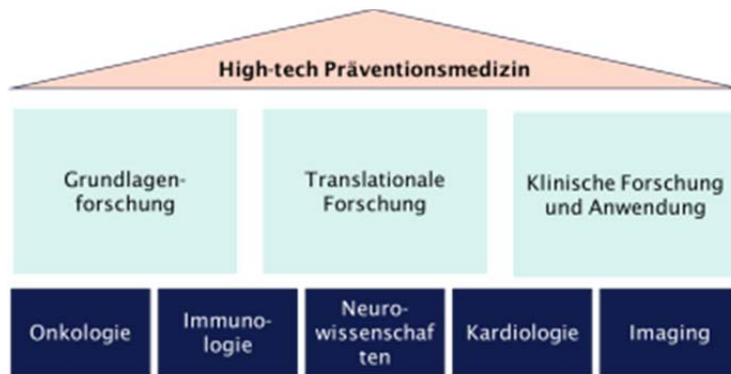 High-tech Präventionsmedizin
Grundlagen-
forschung
Translationale
Forschung
Klinische Forschung
und Anwendung
Onkologie
Immuno-
logie
Neuro-
wissenschaf
ten
Kardiologie
Imaging